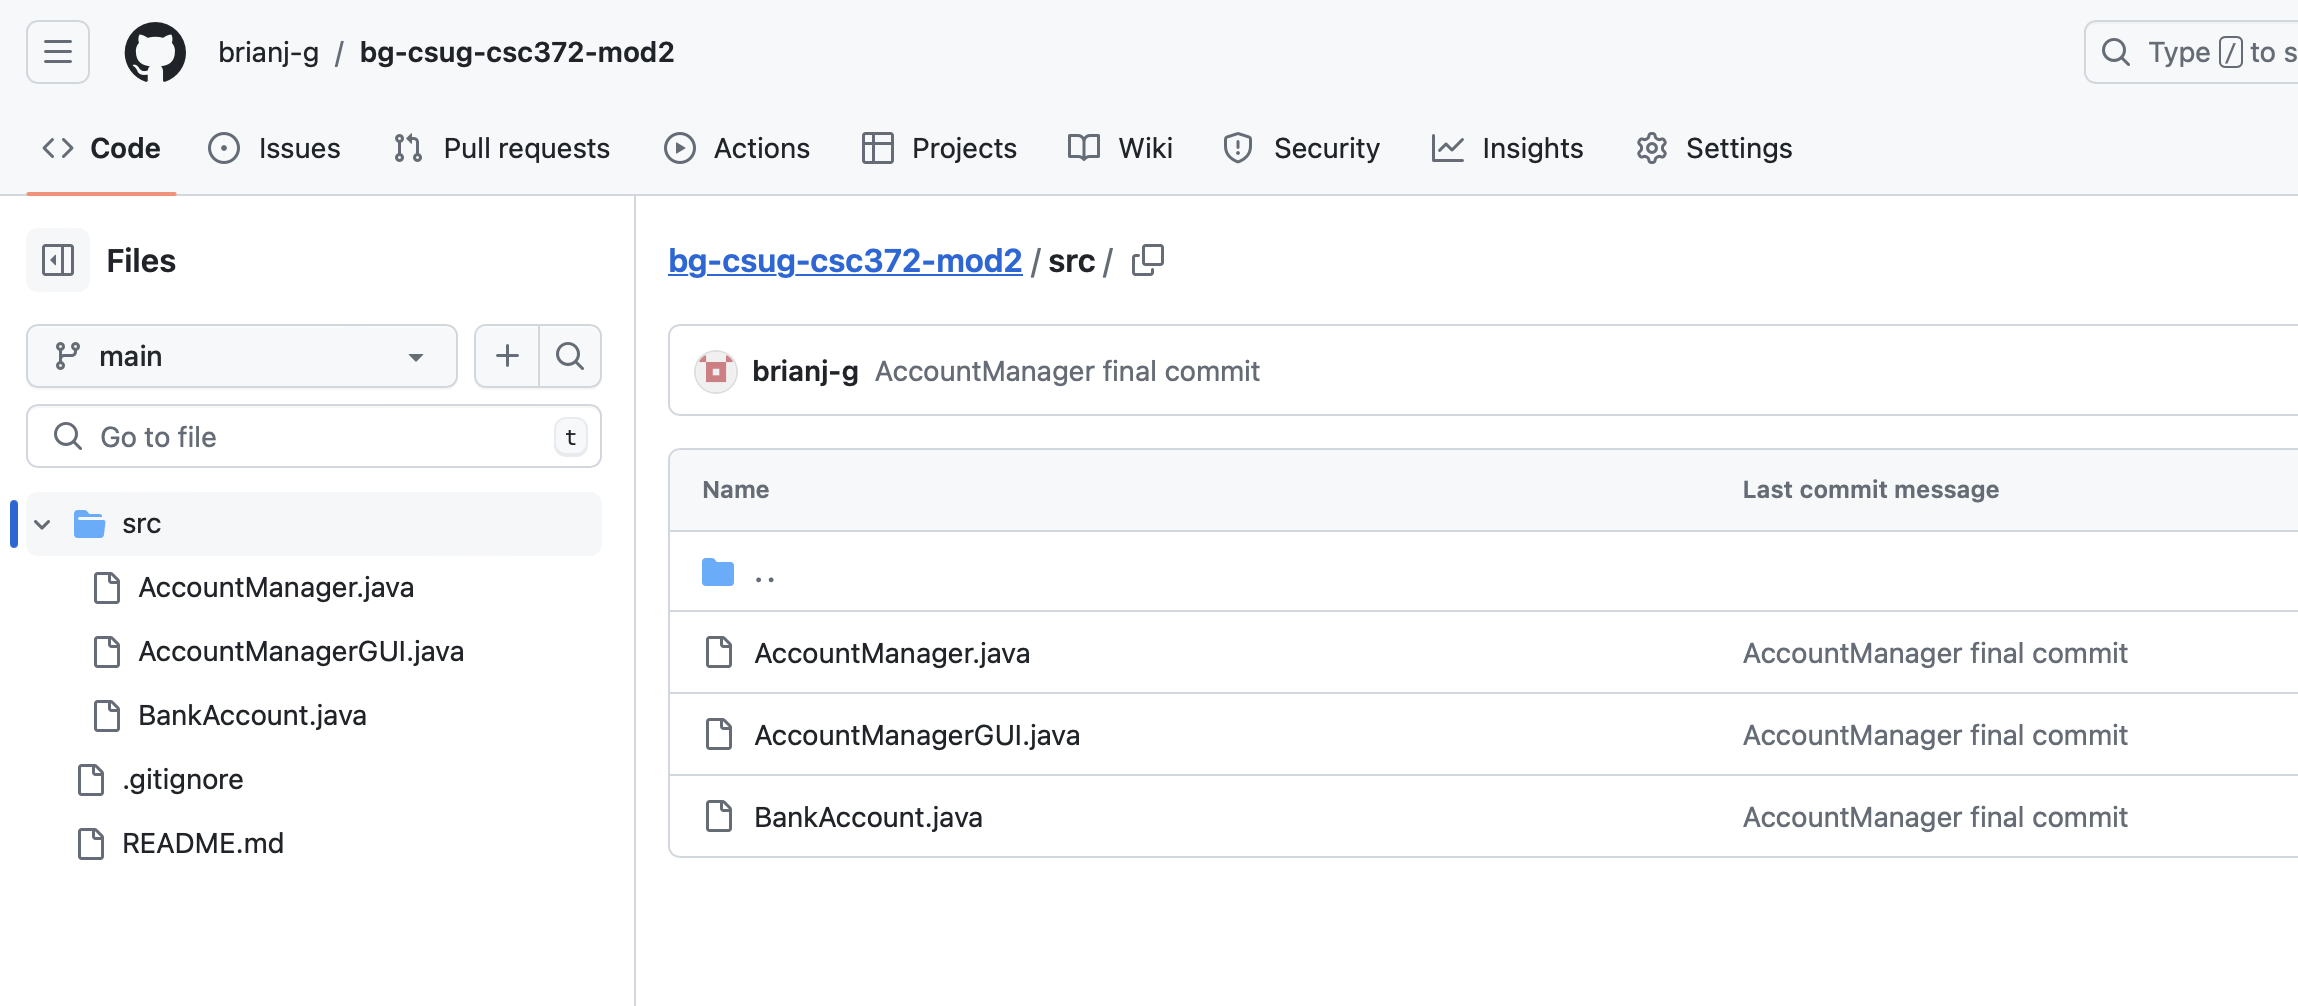 brianj-g / bg-csug-csc372-mod2
Type / to s
Code Issues Pull requests Actions Projects Wiki Security Insights Settings
Files
main
Go to file t
src
AccountManager.java
AccountManagerGUI.java
BankAccount.java
.gitignore
README.md
bg-csug-csc372-mod2 / src /
brianj-g AccountManager final commit
Name Last commit message
..
AccountManager.java AccountManager final commit
AccountManagerGUI.java AccountManager final commit
BankAccount.java AccountManager final commit